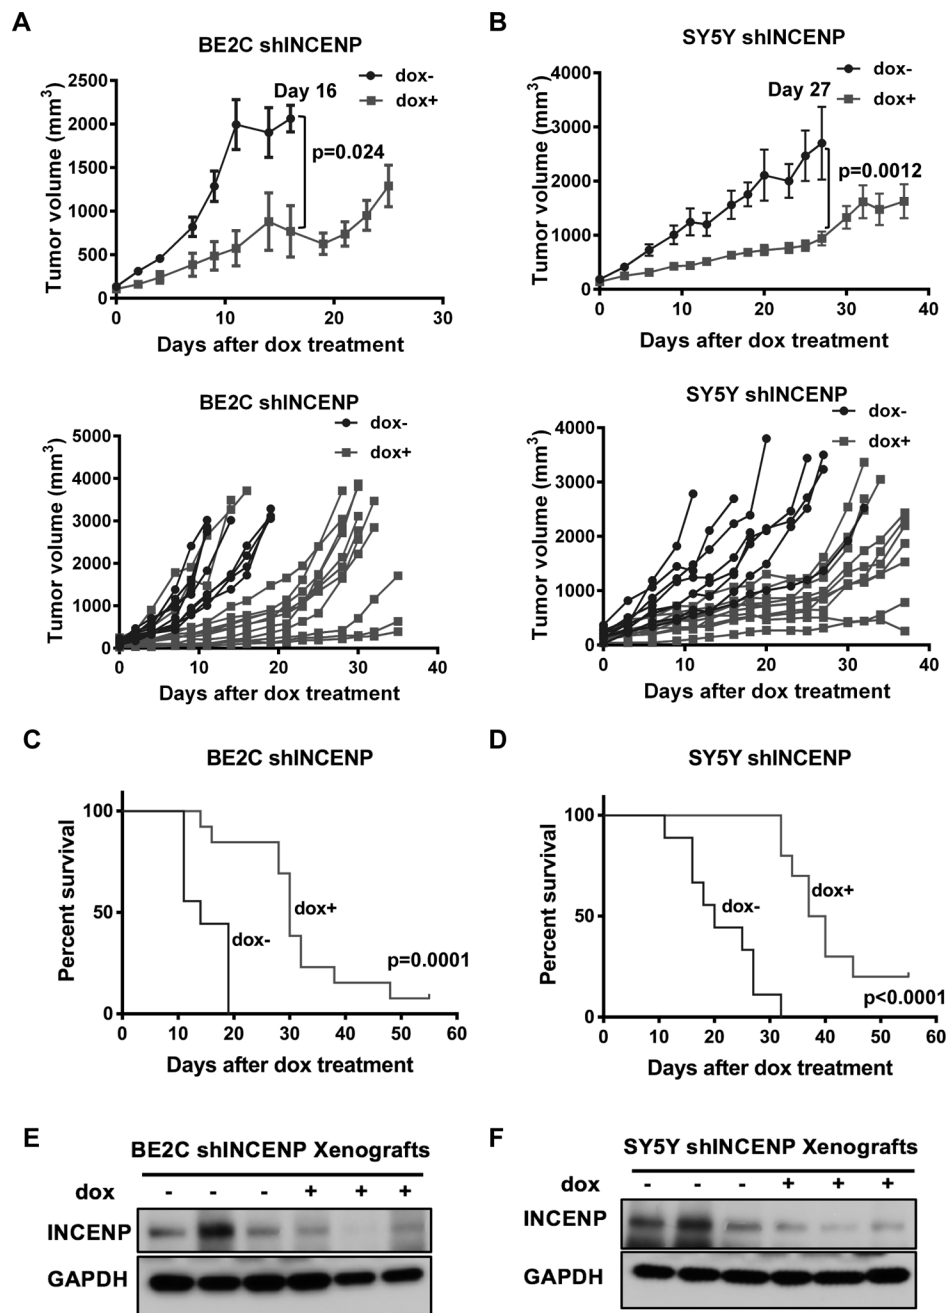 A
BE2C shINCENP
Tumor volume (mm³)
2500
2000
1500
1000
500
0
0 10 20 30
Days after dox treatment
Day 16
dox-
dox+
p=0.024
B
SY5Y shINCENP
Tumor volume (mm³)
4000
3000
2000
1000
0
0 10 20 30 40
Days after dox treatment
Day 27
dox-
dox+
p=0.0012
BE2C shINCENP
Tumor volume (mm³)
5000
4000
3000
2000
1000
0
0 10 20 30 40
Days after dox treatment
dox-
dox+
SY5Y shINCENP
Tumor volume (mm³)
4000
3000
2000
1000
0
0 10 20 30 40
Days after dox treatment
dox-
dox+
C
BE2C shINCENP
Percent survival
100
50
0
0 10 20 30 40 50 60
Days after dox treatment
dox+
dox-
p=0.0001
D
SY5Y shINCENP
Percent survival
100
50
0
0 10 20 30 40 50 60
Days after dox treatment
dox+
dox-
p<0.0001
E
BE2C shINCENP Xenografts
dox - - - + + +
INCENP
GAPDH
F
SY5Y shINCENP Xenografts
dox - - - + + +
INCENP
GAPDH